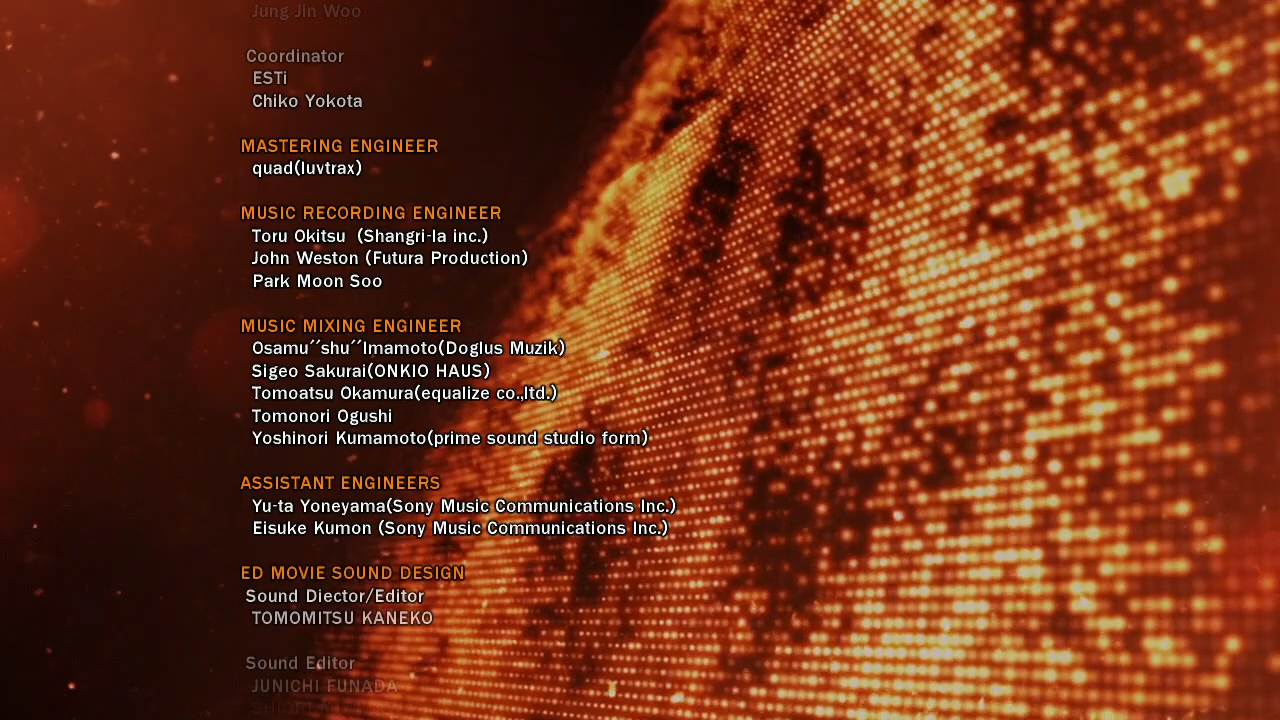 Jung Jin Woo
Coordinator
ESTi
Chiko Yokota
MASTERING ENGINEER
quad(luvtrax)
MUSIC RECORDING ENGINEER
Toru Okitsu (Shangri-la inc.)
John Weston (Futura Production)
Park Moon Soo
MUSIC MIXING ENGINEER
Osamu´´shu´´Imamoto(Doglus Muzik)
Sigeo Sakurai(ONKIO HAUS)
Tomoatsu Okamura(equalize co.,ltd.)
Tomonori Ogushi
Yoshinori Kumamoto(prime sound studio form)
ASSISTANT ENGINEERS
Yu-ta Yoneyama(Sony Music Communications Inc.)
Eisuke Kumon (Sony Music Communications Inc.)
ED MOVIE SOUND DESIGN
Sound Diector/Editor
TOMOMITSU KANEKO
Sound Editor
JUNICHI FUNADA